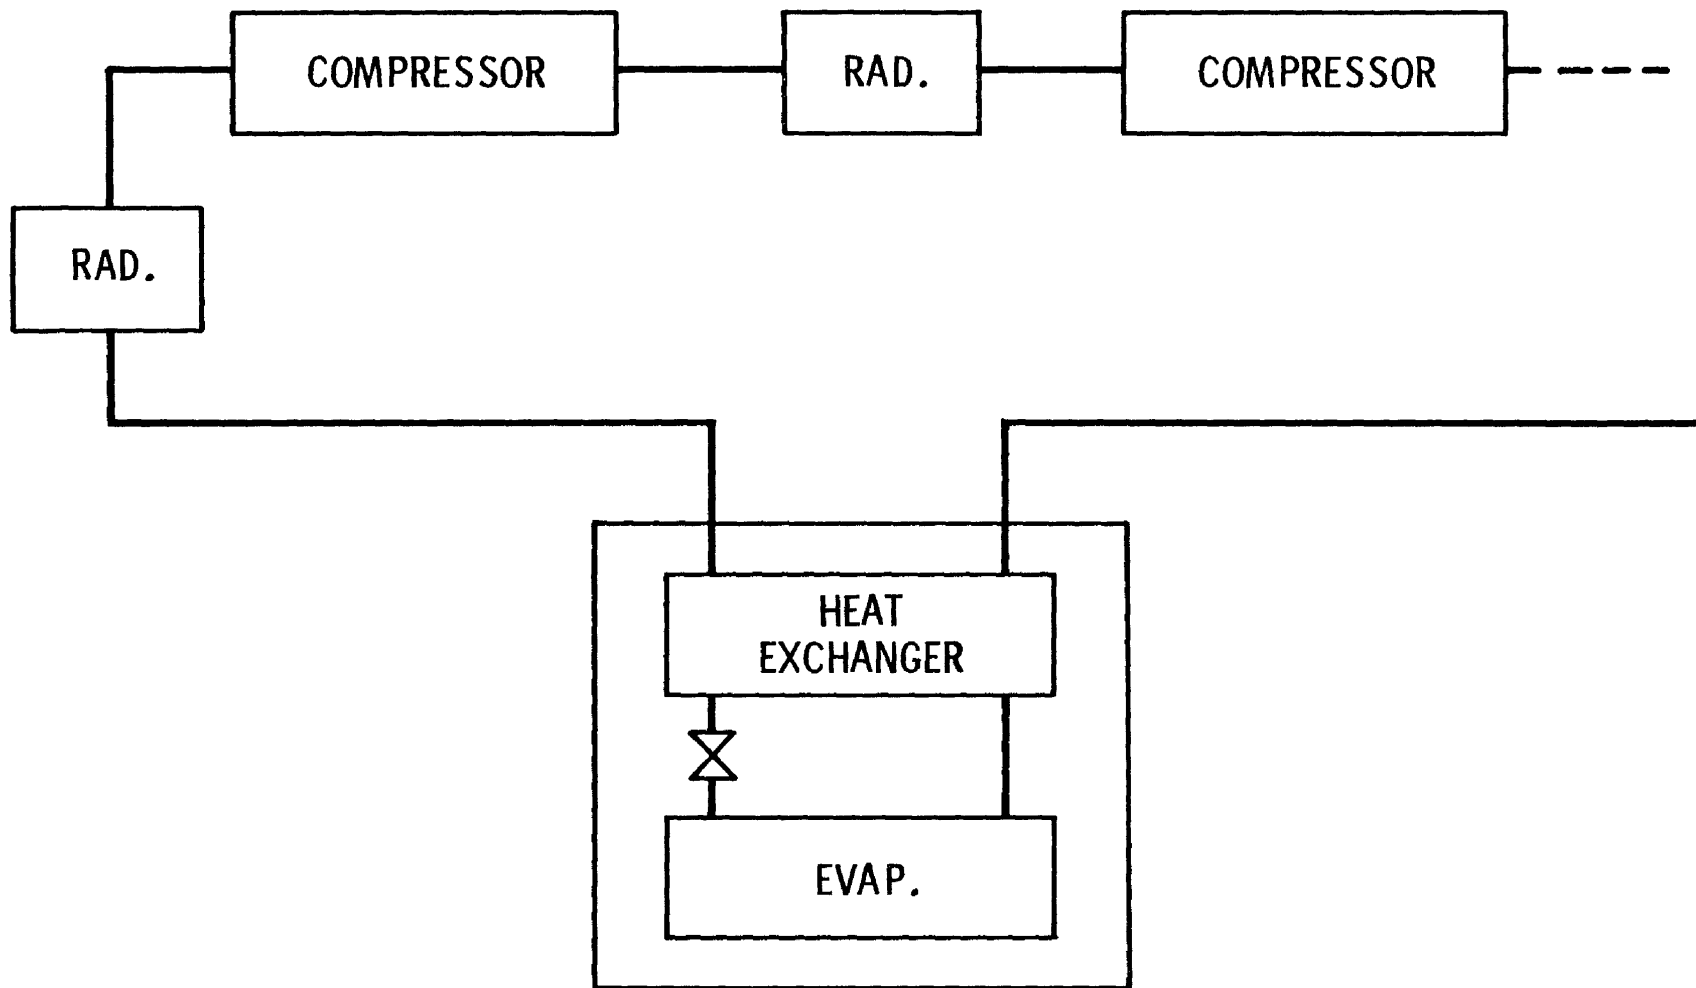 COMPRESSOR
RAD.
COMPRESSOR
RAD.
HEAT
EXCHANGER
EVAP.